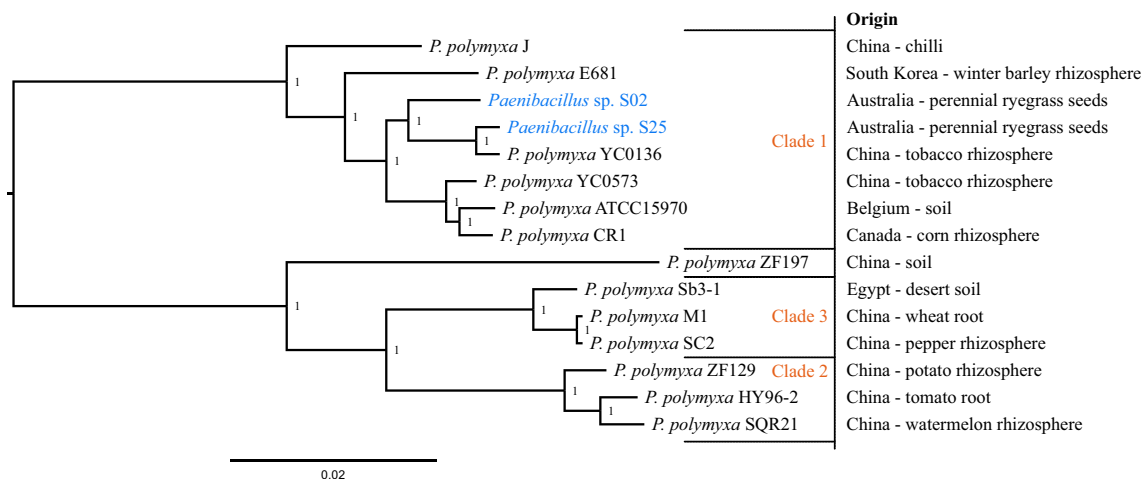 Origin
P. polymyxa J China - chilli
P. polymyxa E681 South Korea - winter barley rhizosphere
Paenibacillus sp. S02 Australia - perennial ryegrass seeds
Paenibacillus sp. S25 Australia - perennial ryegrass seeds
Clade 1
P. polymyxa YC0136 China - tobacco rhizosphere
P. polymyxa YC0573 China - tobacco rhizosphere
P. polymyxa ATCC15970 Belgium - soil
P. polymyxa CR1 Canada - corn rhizosphere
P. polymyxa ZF197 China - soil
P. polymyxa Sb3-1 Egypt - desert soil
P. polymyxa M1 Clade 3 China - wheat root
P. polymyxa SC2 China - pepper rhizosphere
P. polymyxa ZF129 Clade 2 China - potato rhizosphere
P. polymyxa HY96-2 China - tomato root
P. polymyxa SQR21 China - watermelon rhizosphere
1
1
1
1
1
1
1
1
1
1
1
1
1
0.02